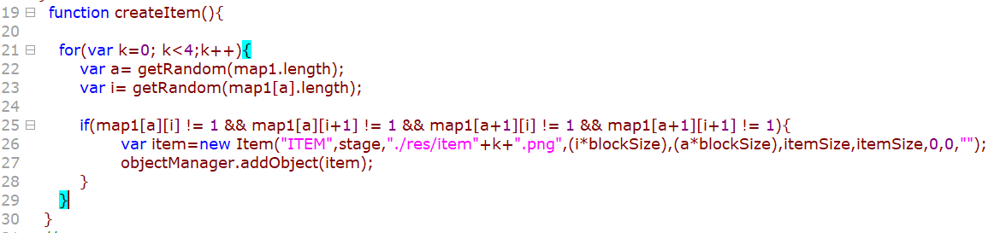 19 function createItem(){
20
21 for(var k=0; k<4;k++){
22 var a= getRandom(map1.length);
23 var i= getRandom(map1[a].length);
24
25 if(map1[a][i] != 1 && map1[a][i+1] != 1 && map1[a+1][i] != 1 && map1[a+1][i+1] != 1){
26 var item=new Item("ITEM",stage,"./res/item"+k+".png",(i*blockSize),(a*blockSize),itemSize,itemSize,0,0,"");
27 objectManager.addObject(item);
28 }
29 }
30 }